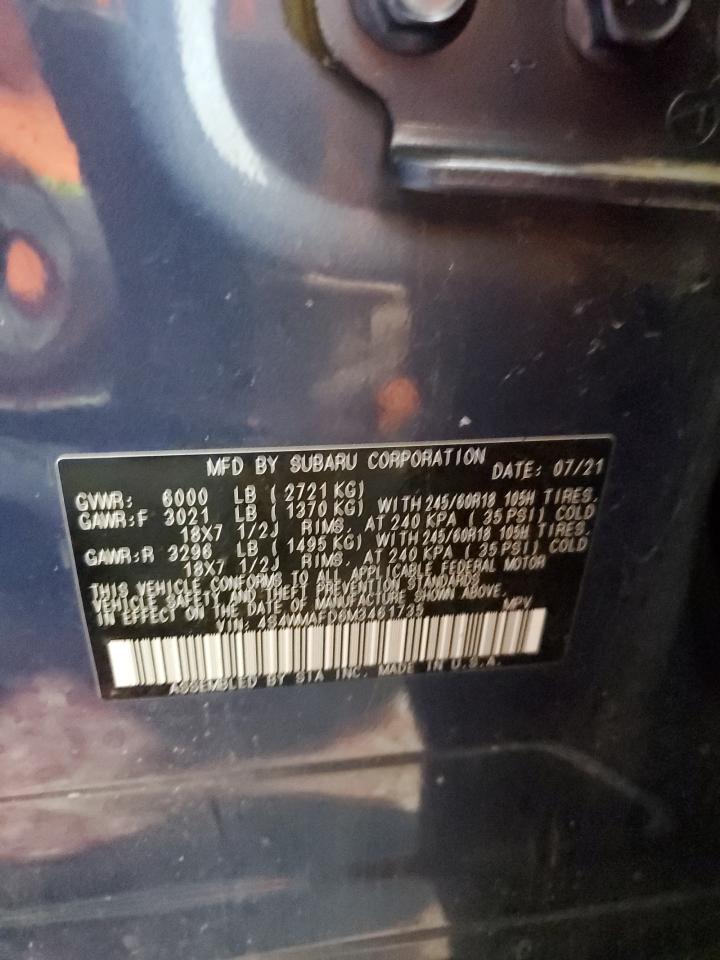 MFD BY SUBARU CORPORATION DATE: 07/21
GVWR: 6000 LB ( 2721 KG)
GAWR:F 3021 LB ( 1370 KG) WITH 245/60R18 105H TIRES.
18X7 1/2J RIMS. AT 240 KPA ( 35 PSI) COLD
GAWR:R 3296 LB ( 1495 KG) WITH 245/60R18 105H TIRES.
18X7 1/2J RIMS. AT 240 KPA ( 35 PSI) COLD
THIS VEHICLE CONFORMS TO ALL APPLICABLE FEDERAL MOTOR
VEHICLE SAFETY AND THEFT PREVENTION STANDARDS
IN EFFECT ON THE DATE OF MANUFACTURE SHOWN ABOVE.
VIN: MPV
ASSEMBLED BY SIA INC. MADE IN U.S.A.